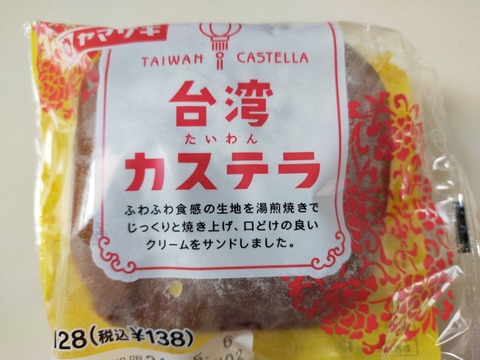 ヤマザキ
TAIWAN CASTELLA
台湾
たいわん
カステラ
ふわふわ食感の生地を湯煎焼きで
じっくりと焼き上げ、口どけの良い
クリームをサンドしました。
128(税込¥138)